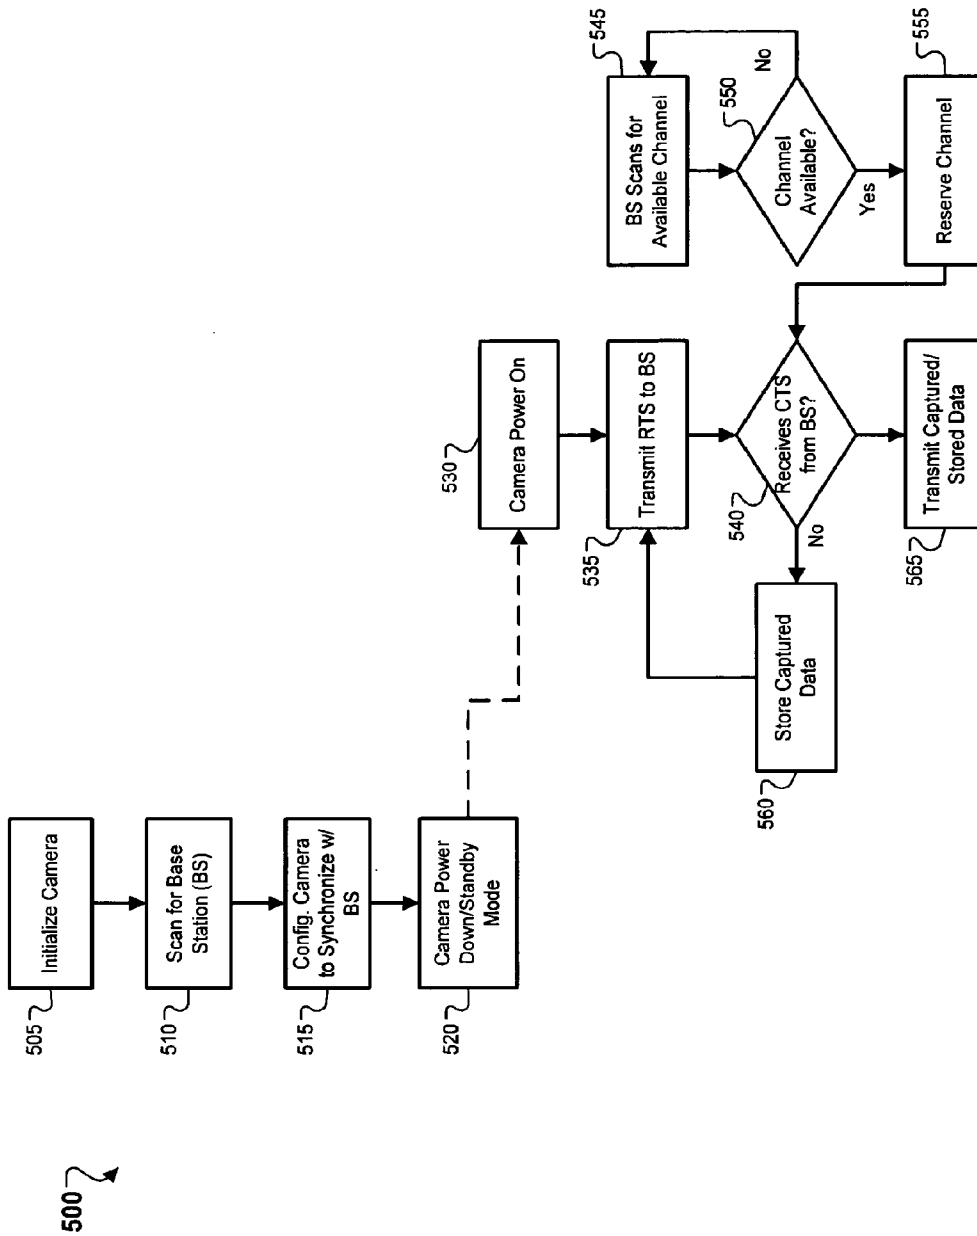 500
505
Initialize Camera
510
Scan for Base
Station (BS)
515
Config. Camera
to Synchronize w/
BS
520
Camera Power
Down/Standby
Mode
530
Camera Power On
535
Transmit RTS to BS
540
Receives CTS
from BS?
No
560
Store Captured
Data
565
Transmit Captured/
Stored Data
545
BS Scans for
Available Channel
550
Channel
Available?
No
Yes
555
Reserve Channel